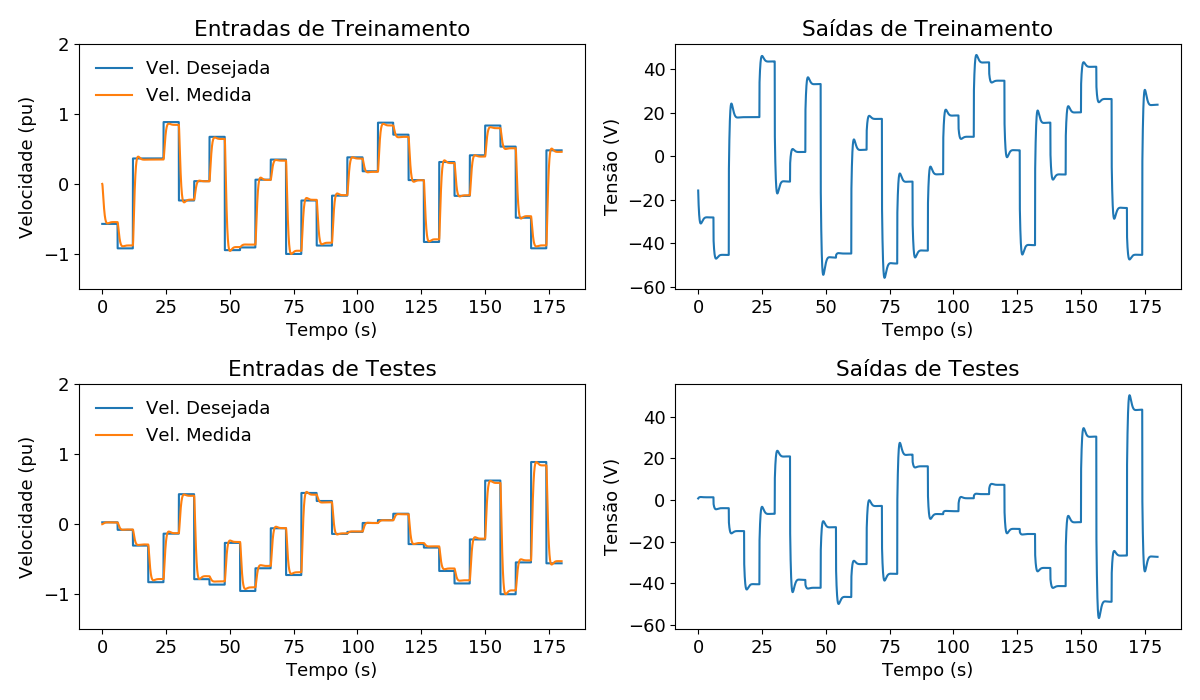 Entradas de Treinamento
Velocidade (pu)
2
1
0
−1
Vel. Desejada
Vel. Medida
0 25 50 75 100 125 150 175
Tempo (s)
Saídas de Treinamento
Tensão (V)
40
20
0
−20
−40
−60
0 25 50 75 100 125 150 175
Tempo (s)
Entradas de Testes
Velocidade (pu)
2
1
0
−1
Vel. Desejada
Vel. Medida
0 25 50 75 100 125 150 175
Tempo (s)
Saídas de Testes
Tensão (V)
40
20
0
−20
−40
−60
0 25 50 75 100 125 150 175
Tempo (s)